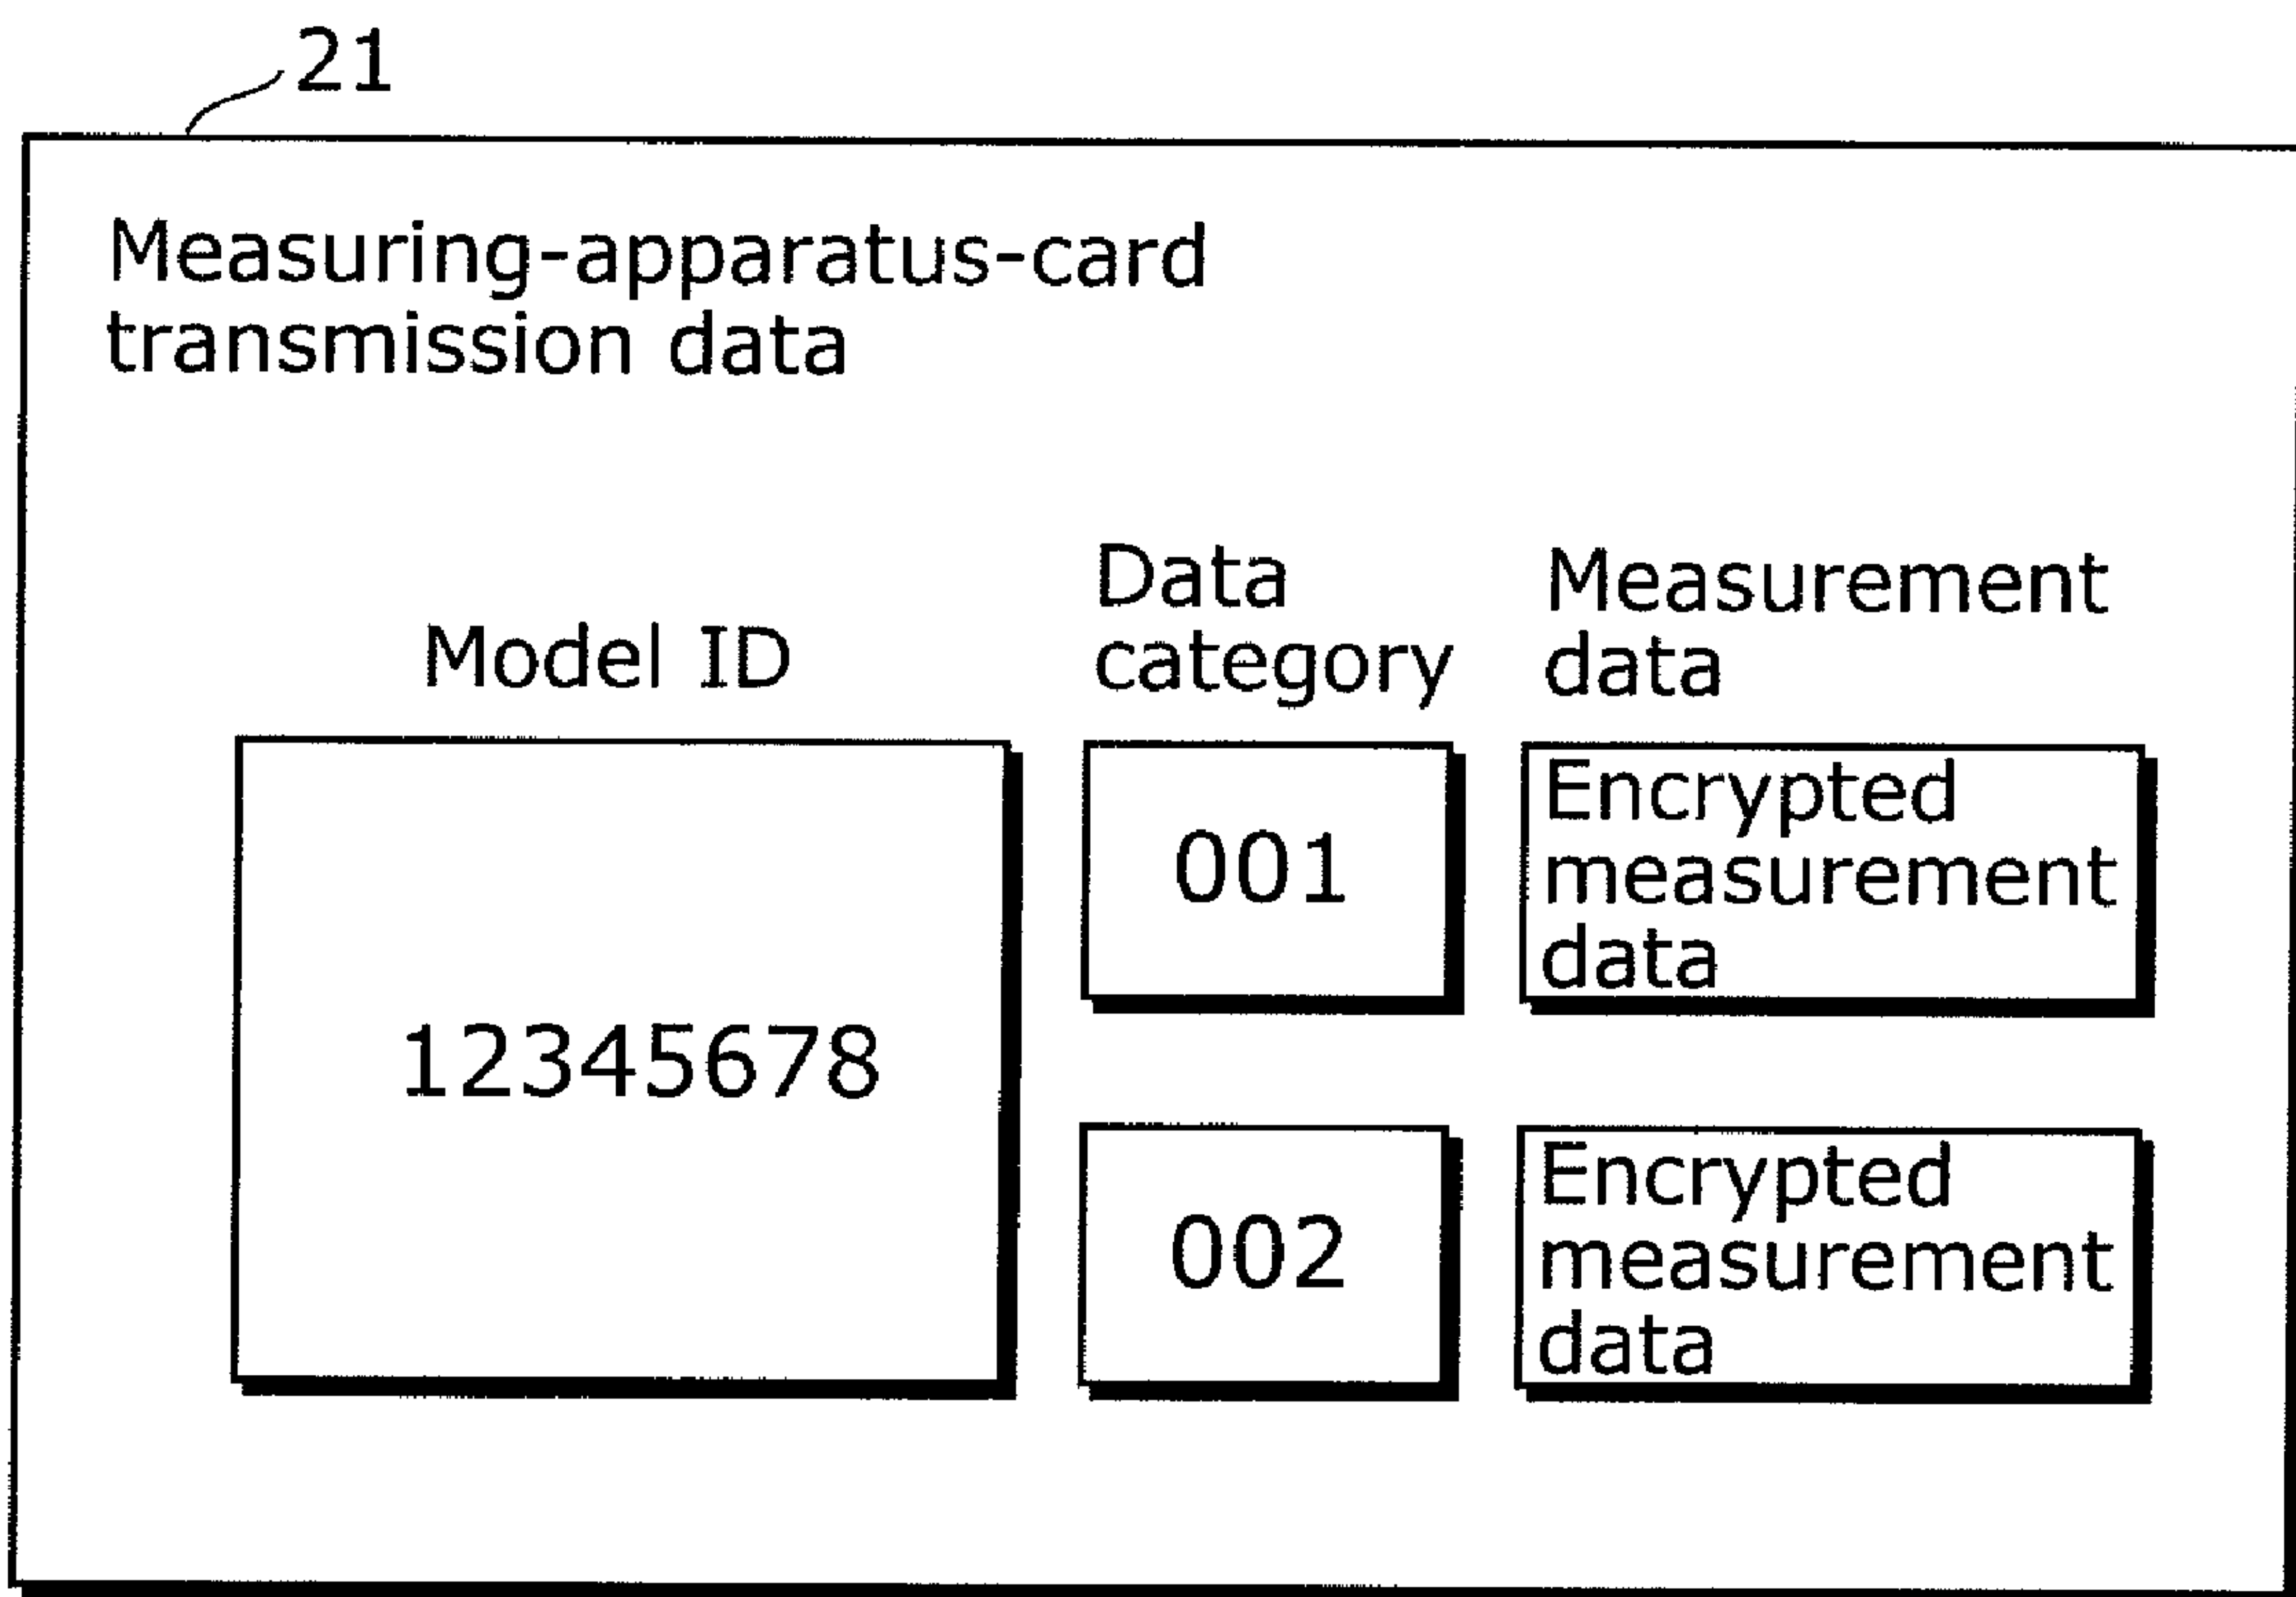 21
Measuring-apparatus-card
transmission data
Model ID
Data
category
Measurement
data
12345678
001
Encrypted
measurement
data
002
Encrypted
measurement
data